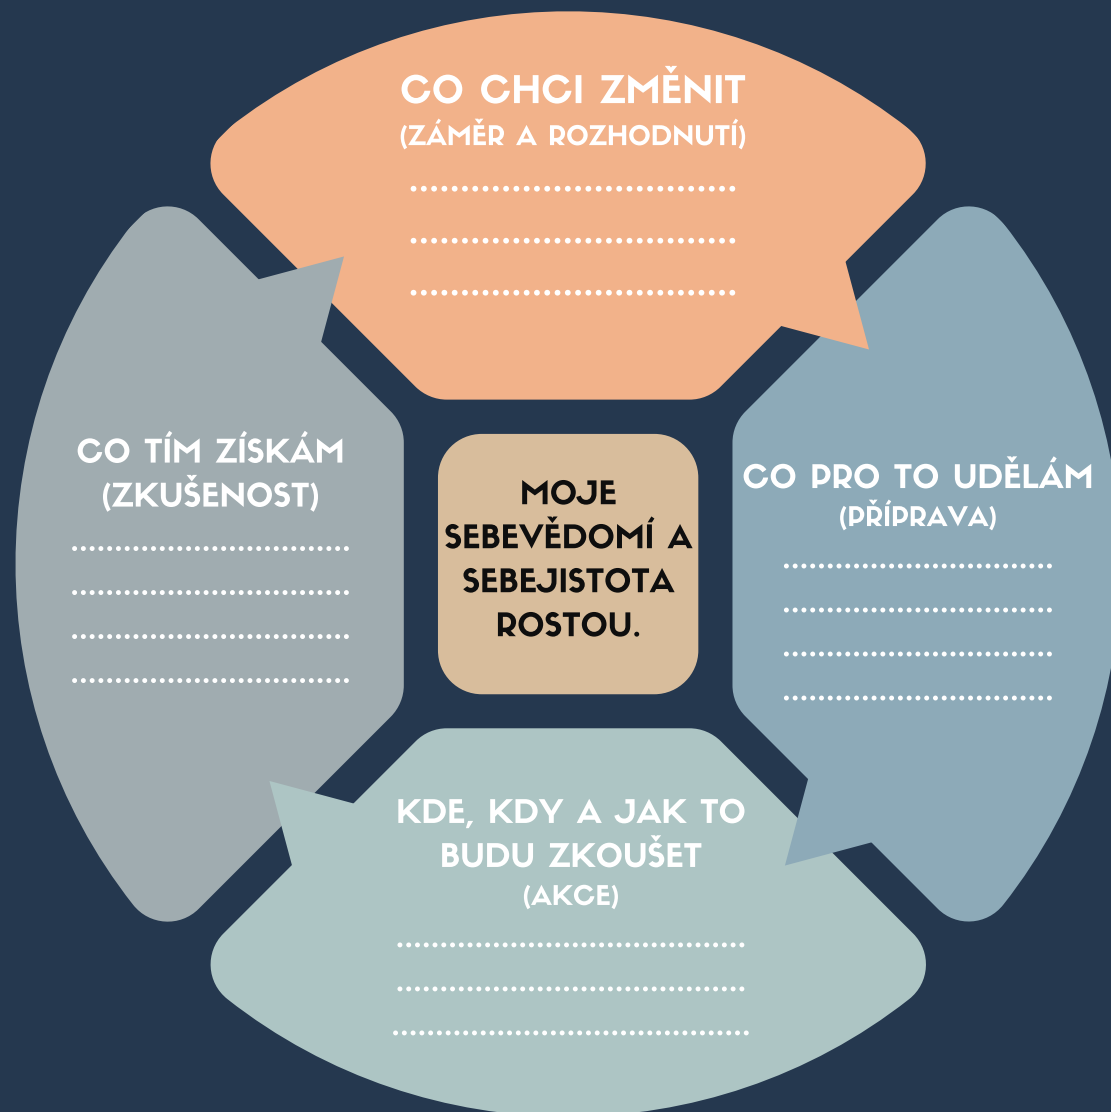 CO CHCI ZMĚNIT
(ZÁMĚR A ROZHODNUTÍ)
................................
................................
................................
CO PRO TO UDĚLÁM
(PŘÍPRAVA)
................................
................................
................................
................................
KDE, KDY A JAK TO
BUDU ZKOUŠET
(AKCE)
........................................
........................................
.........................................
CO TÍM ZÍSKÁM
(ZKUŠENOST)
................................
................................
................................
................................
MOJE
SEBEVĚDOMÍ A
SEBEJISTOTA
ROSTOU.